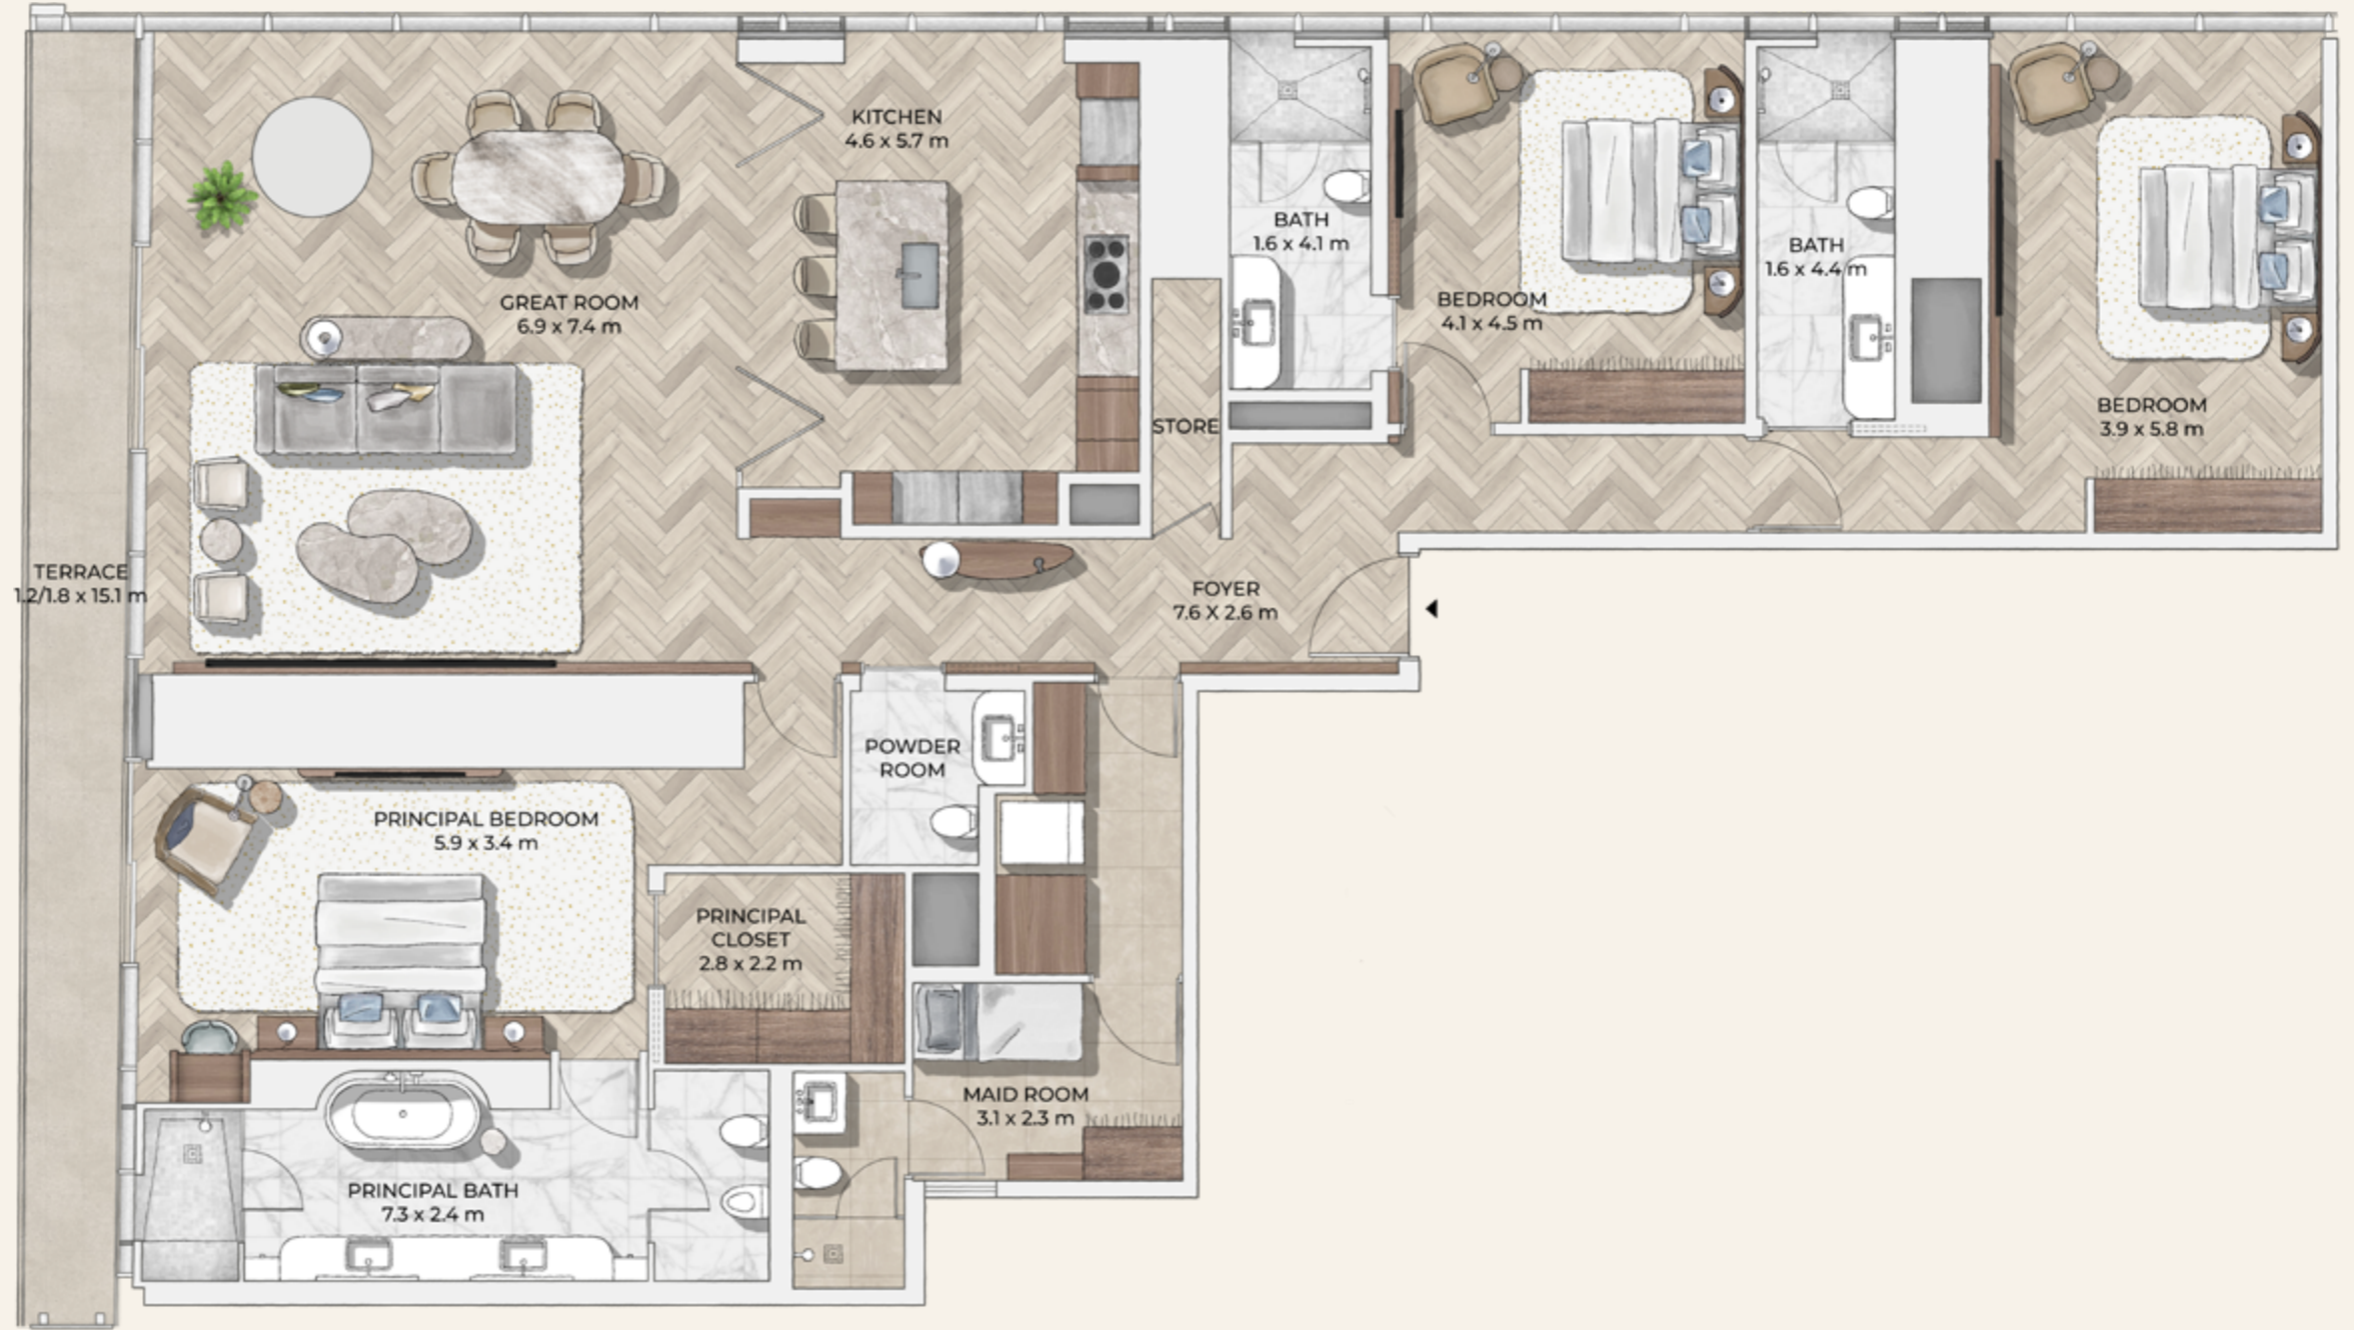 KITCHEN
4.6 x 5.7 m
BATH
1.6 x 4.1 m
BATH
1.6 x 4.4 m
GREAT ROOM
6.9 x 7.4 m
BEDROOM
4.1 x 4.5 m
BEDROOM
3.9 x 5.8 m
STORE
TERRACE
1.2/1.8 x 15.1 m
FOYER
7.6 X 2.6 m
POWDER
ROOM
PRINCIPAL BEDROOM
5.9 x 3.4 m
PRINCIPAL
CLOSET
2.8 x 2.2 m
MAID ROOM
3.1 x 2.3 m
PRINCIPAL BATH
7.3 x 2.4 m